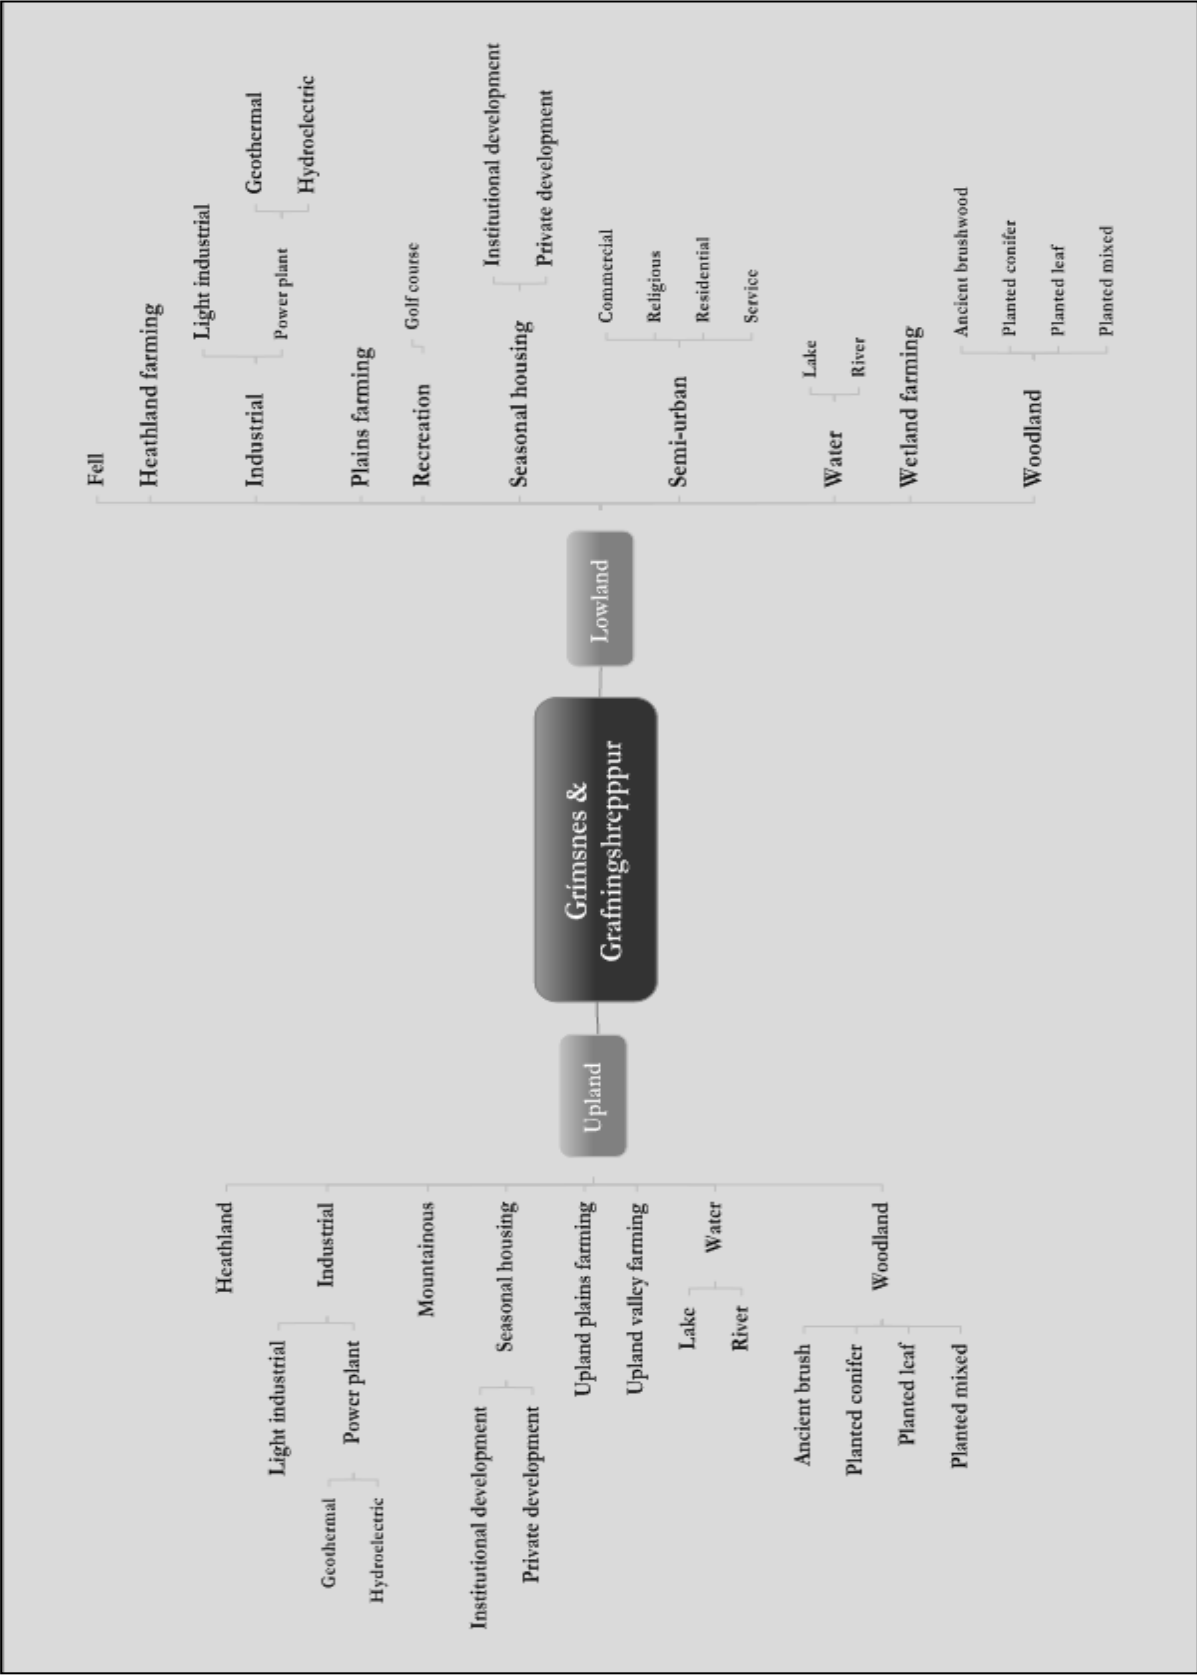 Grímsnes &
Grafningshrepppur
Upland
Heathland
Industrial
Light industrial
Power plant
Geothermal
Hydroelectric
Mountainous
Seasonal housing
Institutional development
Private development
Upland plains farming
Upland valley farming
Water
Lake
River
Woodland
Ancient brush
Planted conifer
Planted leaf
Planted mixed
Lowland
Fell
Heathland farming
Industrial
Light industrial
Power plant
Geothermal
Hydroelectric
Plains farming
Recreation
Golf course
Seasonal housing
Institutional development
Private development
Semi-urban
Commercial
Religious
Residential
Service
Water
Lake
River
Wetland farming
Woodland
Ancient brushwood
Planted conifer
Planted leaf
Planted mixed